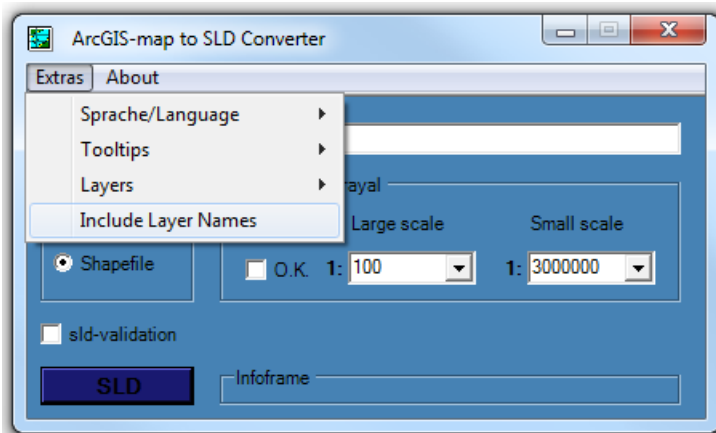 ArcGIS-map to SLD Converter
Extras About
Sprache/Language
Tooltips
Layers
Include Layer Names
Large scale Small scale
Shapefile
O.K. 1: 100 1: 3000000
sld-validation
SLD
Infoframe